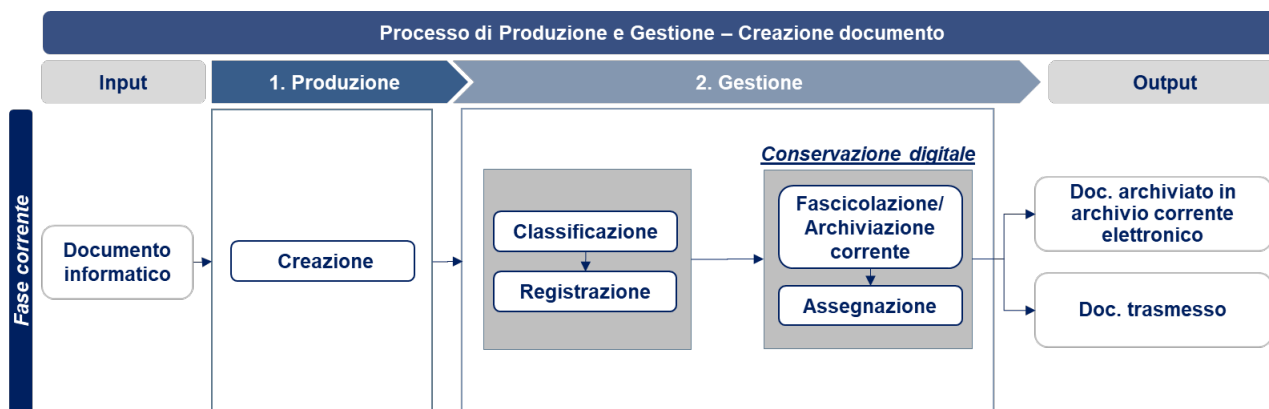 Processo di Produzione e Gestione – Creazione documento
Input
1. Produzione
2. Gestione
Output
Fase corrente
Documento
informatico
Creazione
Classificazione
Registrazione
Conservazione digitale
Fascicolazione/
Archiviazione
corrente
Assegnazione
Doc. archiviato in
archivio corrente
elettronico
Doc. trasmesso